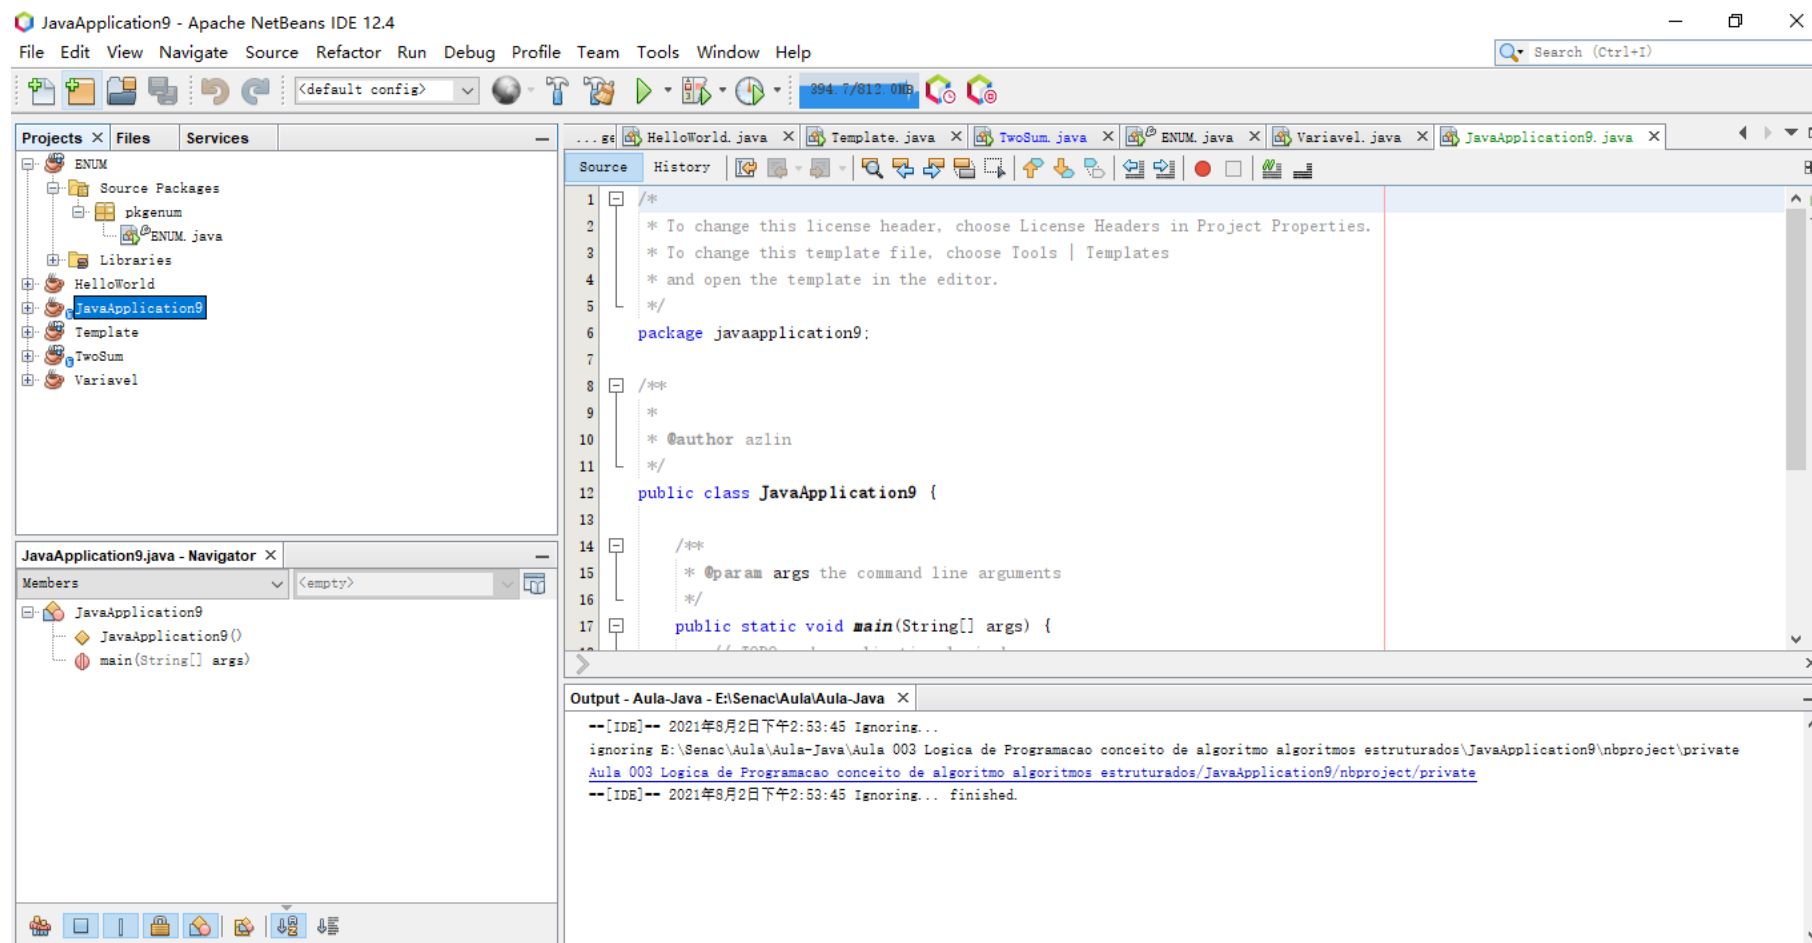 JavaApplication9 - Apache NetBeans IDE 12.4
File Edit View Navigate Source Refactor Run Debug Profile Team Tools Window Help
Search (Ctrl+I)
<default config>
394.7/812.0MB
Projects
Files
Services
ENUM
Source Packages
pkgenum
ENUM.java
Libraries
HelloWorld
JavaApplication9
Template
TwoSum
Variavel
JavaApplication9.java - Navigator
Members
<empty>
JavaApplication9
JavaApplication9()
main(String[] args)
...ge HelloWorld.java Template.java TwoSum.java ENUM.java Variavel.java JavaApplication9.java
Source History
1 /*
2 * To change this license header, choose License Headers in Project Properties.
3 * To change this template file, choose Tools | Templates
4 * and open the template in the editor.
5 */
6 package javaapplication9;
7
8 /**
9 *
10 * @author azlin
11 */
12 public class JavaApplication9 {
13
14 /**
15 * @param args the command line arguments
16 */
17 public static void main(String[] args) {
Output - Aula-Java - E:\Senac\Aula\Aula-Java
--[IDE]-- 2021年8月2日下午2:53:45 Ignoring...
ignoring E:\Senac\Aula\Aula-Java\Aula 003 Logica de Programacao conceito de algoritmo algoritmos estruturados\JavaApplication9\nbproject\private
Aula 003 Logica de Programacao conceito de algoritmo algoritmos estruturados/JavaApplication9/nbproject/private
--[IDE]-- 2021年8月2日下午2:53:45 Ignoring... finished.